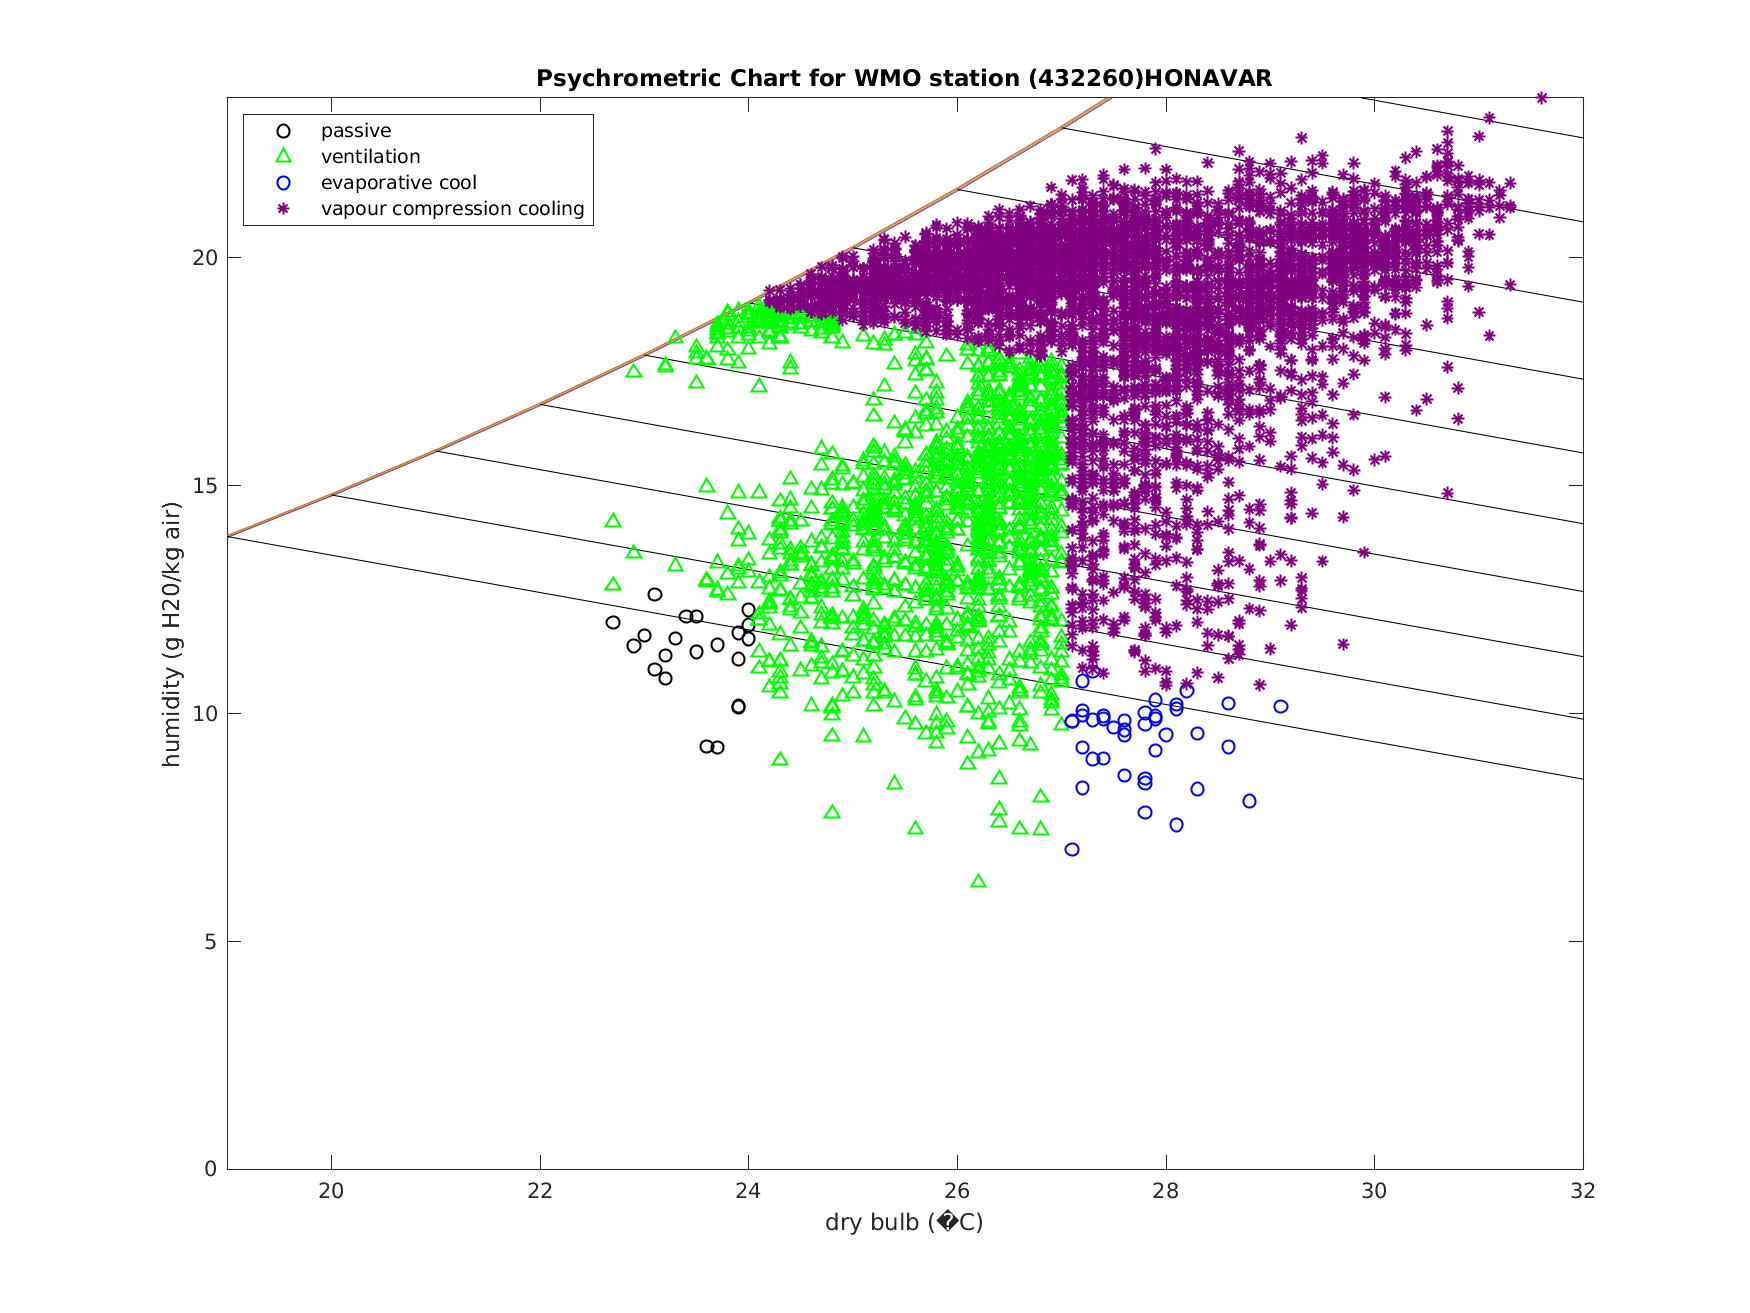 Psychrometric Chart for WMO station (432260)HONAVAR
passive
ventilation
evaporative cool
vapour compression cooling
humidity (g H20/kg air)
20
15
10
5
0
20 22 24 26 28 30 32
dry bulb (�C)